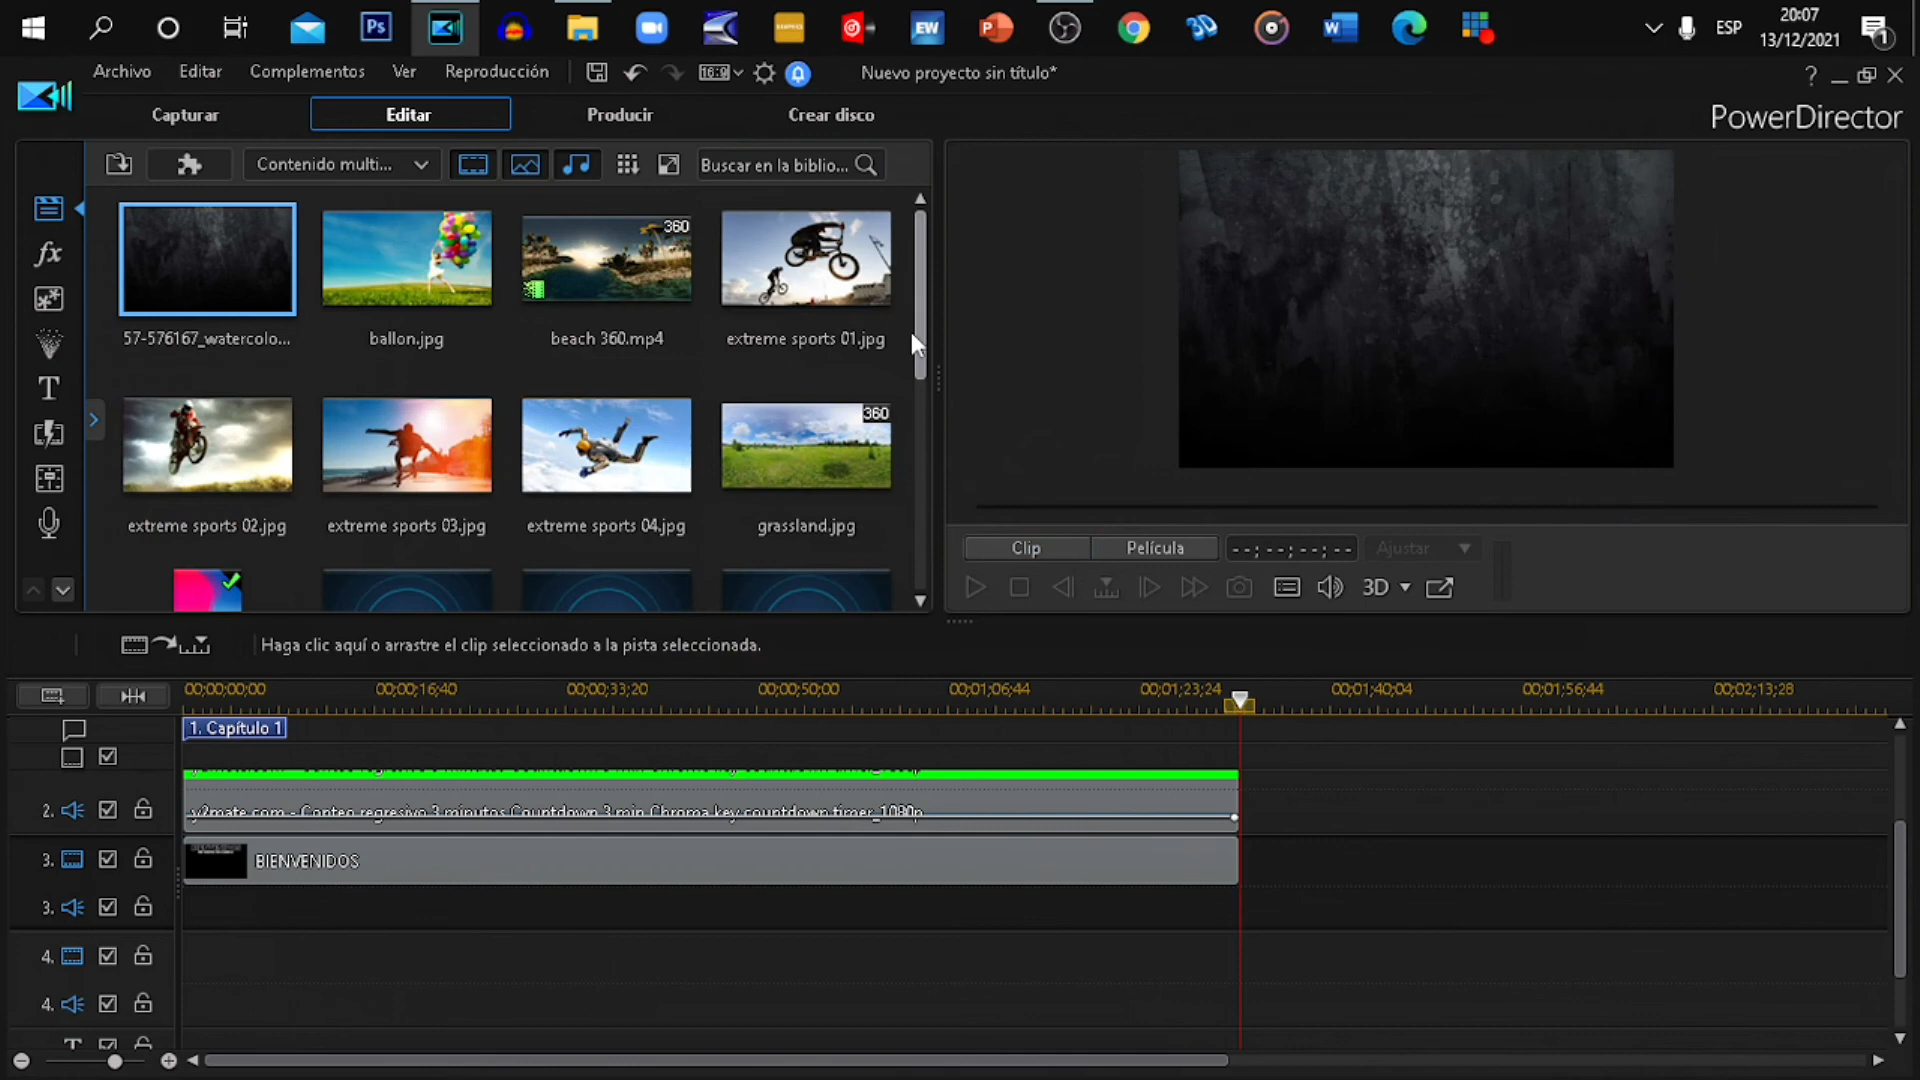 ESP
20:07
13/12/2021
1
Archivo Editar Complementos Ver Reproducción 16:9 Nuevo proyecto sin título*
?
Capturar Editar Producir Crear disco
PowerDirector
Contenido multi... Buscar en la biblio...
360
57-576167_watercolo... ballon.jpg beach 360.mp4 extreme sports 01.jpg
360
extreme sports 02.jpg extreme sports 03.jpg extreme sports 04.jpg grassland.jpg
fx
T
Clip Película --;--;--;-- Ajustar
3D
Haga clic aquí o arrastre el clip seleccionado a la pista seleccionada.
00;00;00;00 00;00;16;40 00;00;33;20 00;00;50;00 00;01;06;44 00;01;23;24 00;01;40;04 00;01;56;44 00;02;13;28
1. Capítulo 1
2. y2mate.com - Conteo regresivo 3 minutos Countdown 3 min Chroma key countdown timer_1080p
3. BIENVENIDOS
3.
4.
4.